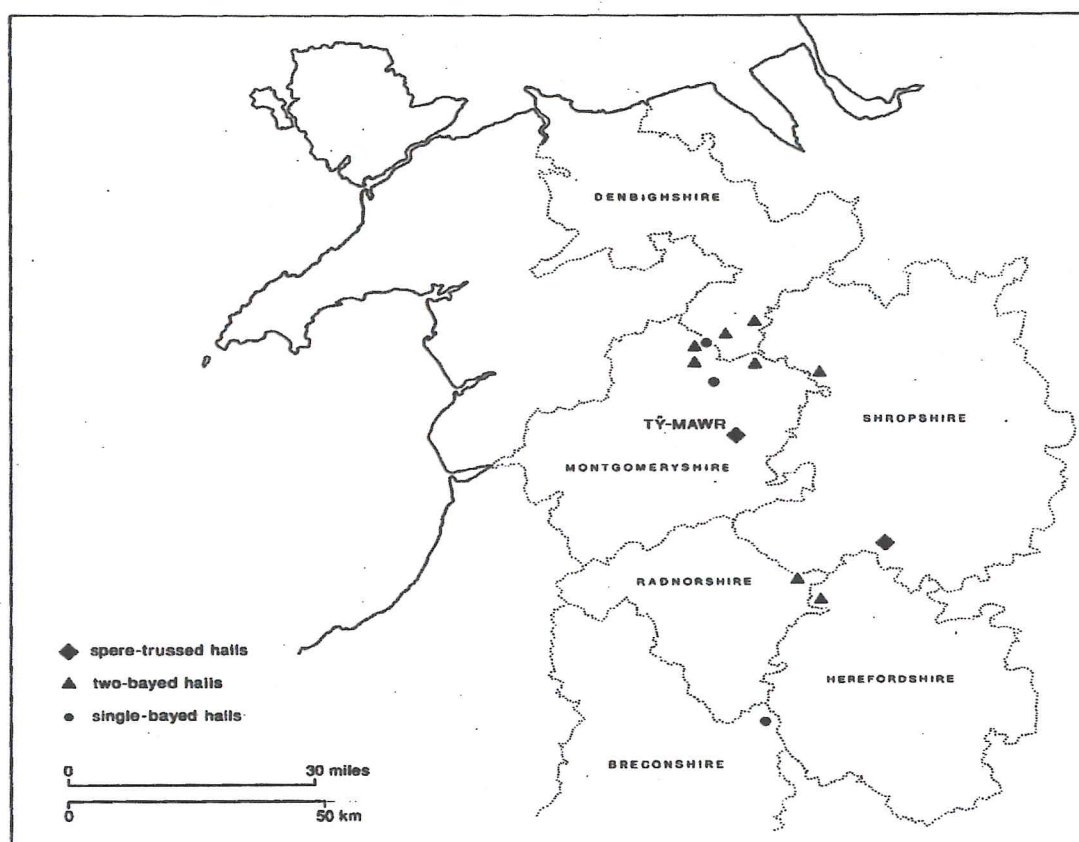 DENBIGHSHIRE
SHROPSHIRE
TŶ-MAWR
MONTGOMERYSHIRE
RADNORSHIRE
HEREFORDSHIRE
BRECONSHIRE
spere-trussed halls
two-bayed halls
single-bayed halls
0 30 miles
0 50 km